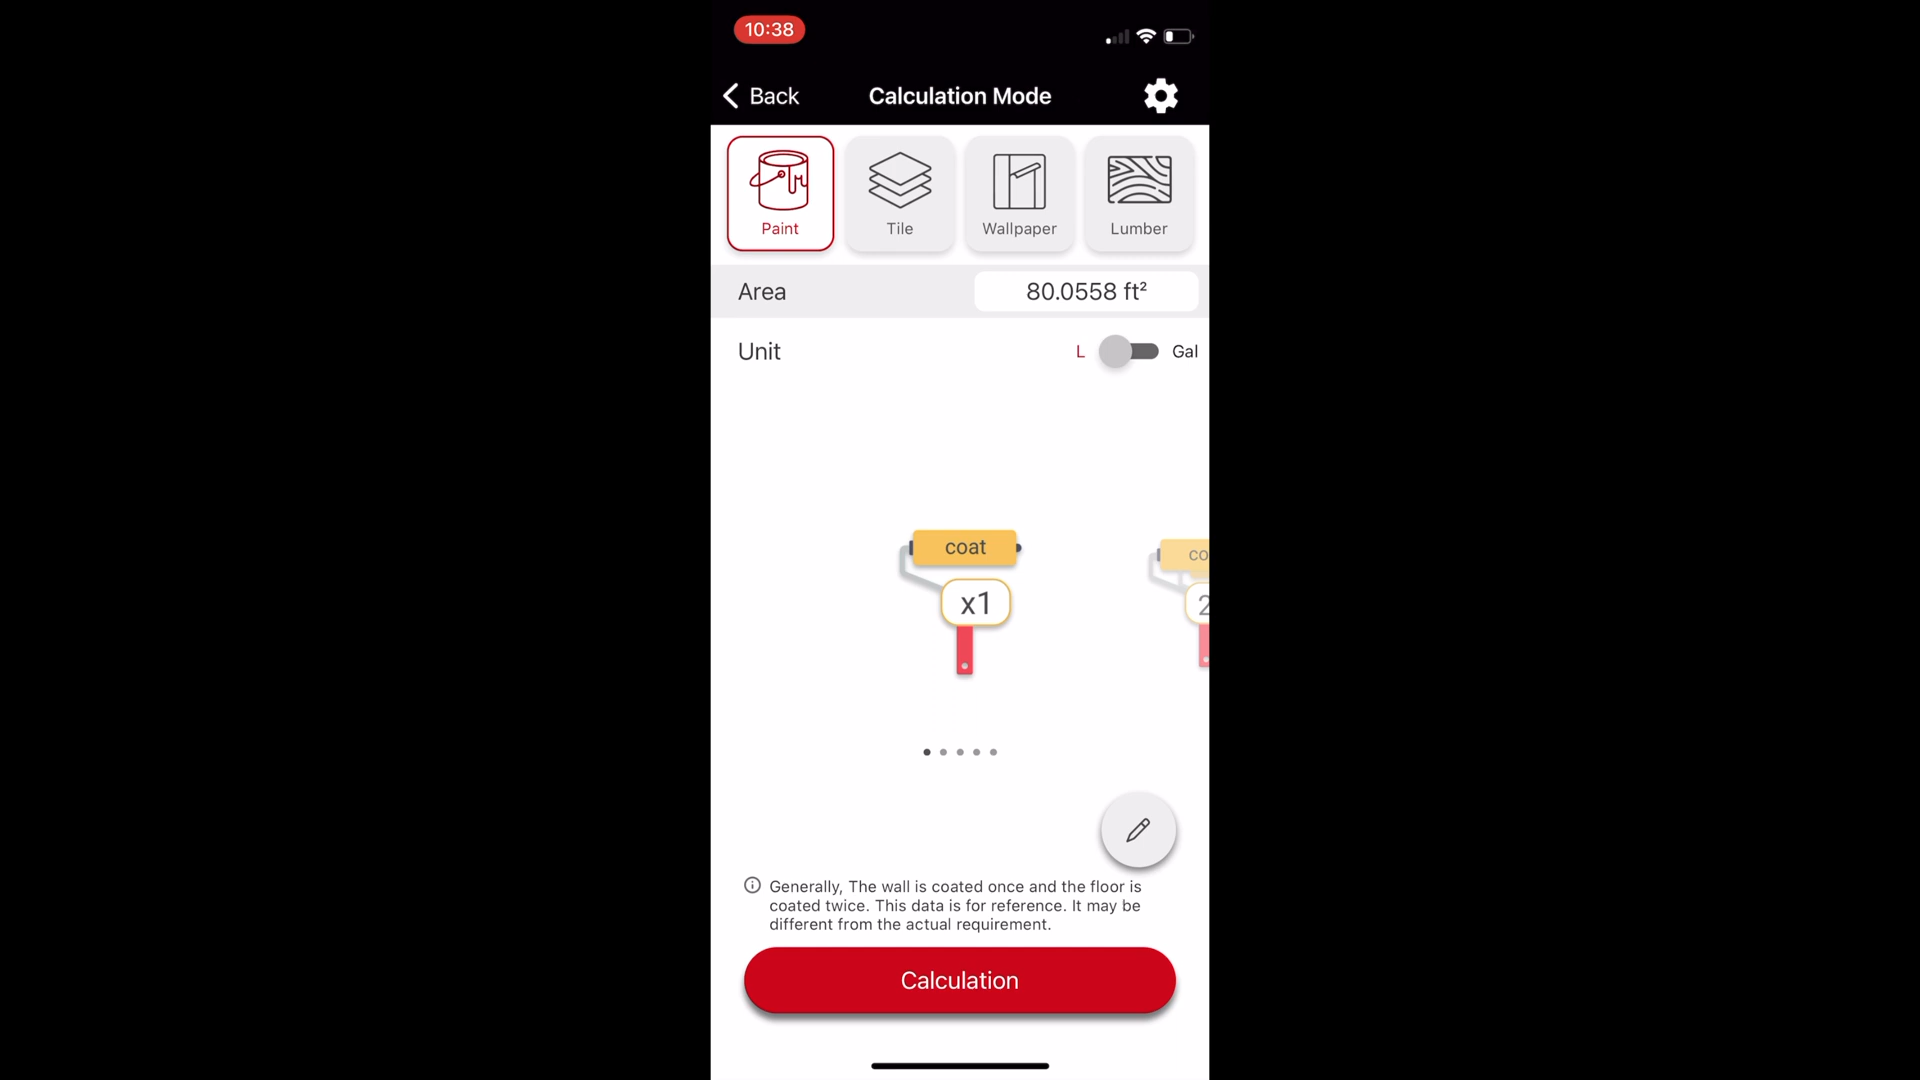 10:38
Back
Calculation Mode
Paint
Tile
Wallpaper
Lumber
Area
80.0558 ft²
Unit
L
Gal
coat
x1
co
2
Generally, The wall is coated once and the floor is
coated twice. This data is for reference. It may be
different from the actual requirement.
Calculation